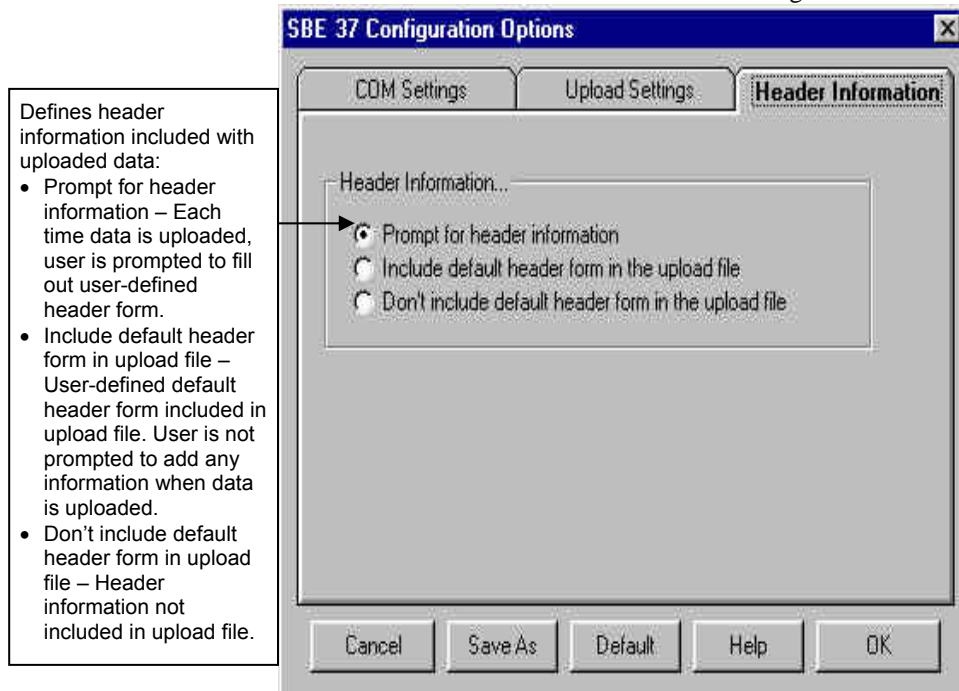 SBE 37 Configuration Options
COM Settings
Upload Settings
Header Information
Defines header
information included with
uploaded data:
• Prompt for header
information – Each
time data is uploaded,
user is prompted to fill
out user-defined
header form.
• Include default header
form in upload file –
User-defined default
header form included in
upload file. User is not
prompted to add any
information when data
is uploaded.
• Don’t include default
header form in upload
file – Header
information not
included in upload file.
Header Information...
Prompt for header information
Include default header form in the upload file
Don't include default header form in the upload file
Cancel
Save As
Default
Help
OK